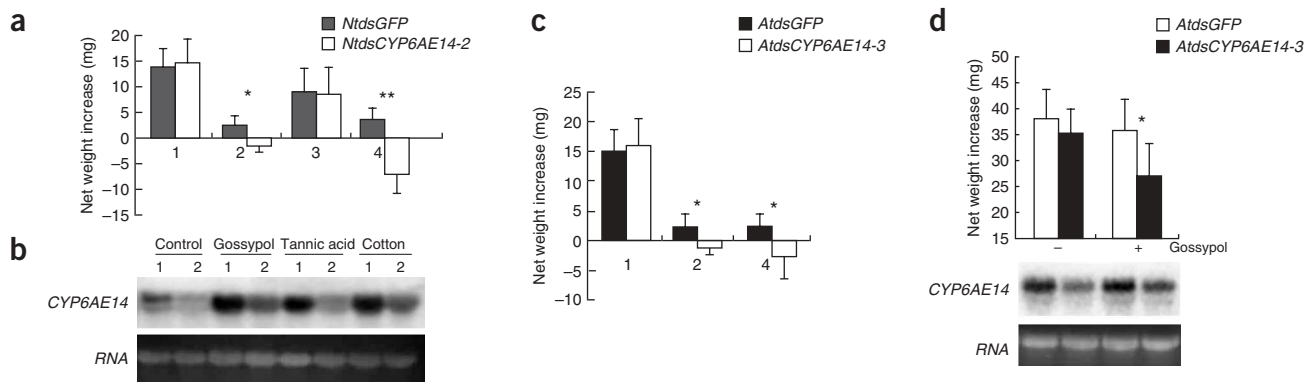 a
NtdsGFP
NtdsCYP6AE14-2
Net weight increase (mg)
20
15
10
5
0
−5
−10
−15
*
**
1
2
3
4
b
Control Gossypol Tannic acid Cotton
1 2 1 2 1 2 1 2
CYP6AE14
RNA
c
AtdsGFP
AtdsCYP6AE14-3
Net weight increase (mg)
25
20
15
10
5
0
−5
−10
*
*
1
2
4
d
AtdsGFP
AtdsCYP6AE14-3
Net weight increase (mg)
50
45
40
35
30
25
20
15
*
− + Gossypol
CYP6AE14
RNA